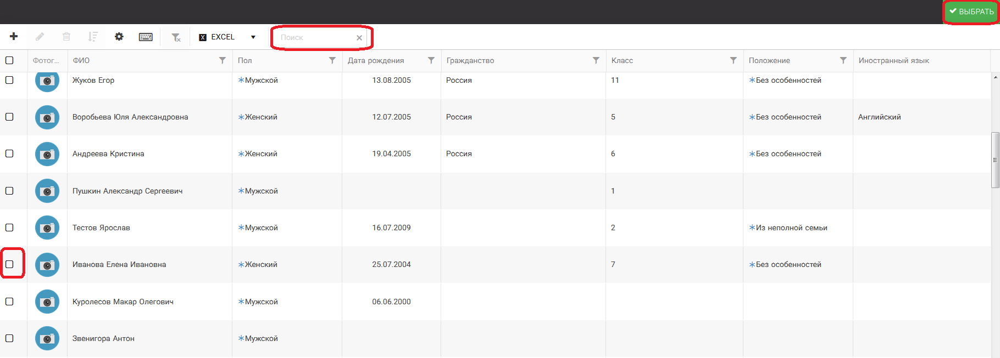 ВЫБРАТЬ
EXCEL Поиск
Фотог... ФИО Пол Дата рождения Гражданство Класс Положение Иностранный язык
Жуков Егор Мужской 13.08.2005 Россия 11 Без особенностей
Воробьева Юля Александровна Женский 12.07.2005 Россия 5 Без особенностей Английский
Андреева Кристина Женский 19.04.2005 Россия 6 Без особенностей
Пушкин Александр Сергеевич Мужской 1
Тестов Ярослав Мужской 16.07.2009 2 Из неполной семьи
Иванова Елена Ивановна Женский 25.07.2004 7 Без особенностей
Куролесов Макар Олегович Мужской 06.06.2000
Звенигора Антон Мужской